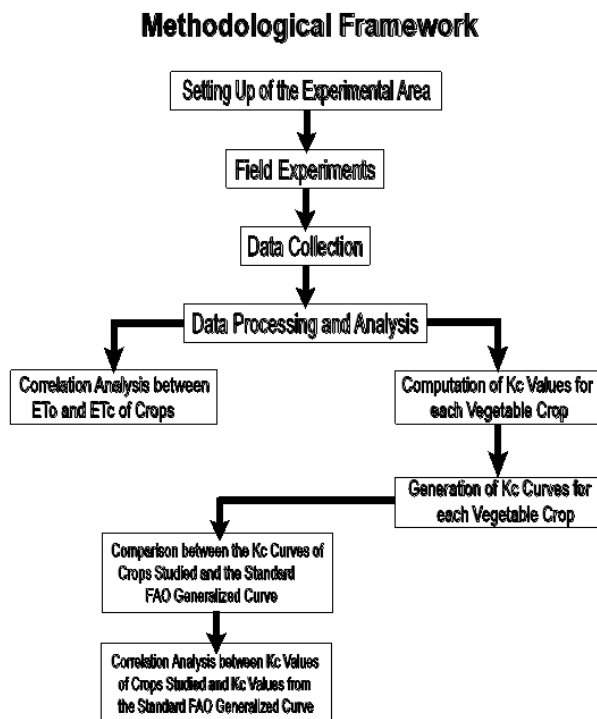 Methodological Framework
Setting Up of the Experimental Area
Field Experiments
Data Collection
Data Processing and Analysis
Correlation Analysis between
ETo and ETc of Crops
Computation of Kc Values for
each Vegetable Crop
Generation of Kc Curves for
each Vegetable Crop
Comparison between the Kc Curves of
Crops Studied and the Standard
FAO Generalized Curve
Correlation Analysis between Kc Values
of Crops Studied and Kc Values from
the Standard FAO Generalized Curve